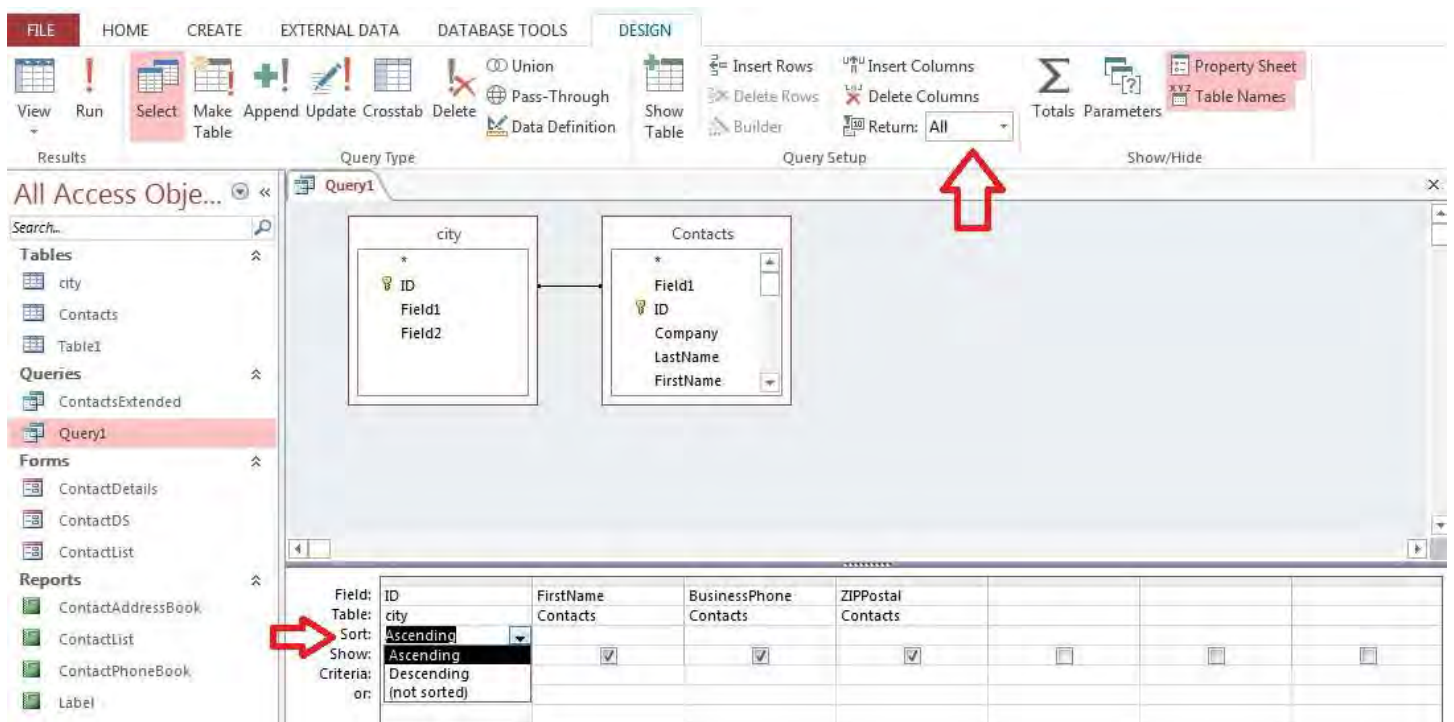 FILE HOME CREATE EXTERNAL DATA DATABASE TOOLS DESIGN
View Run Select Make Table Append Update Crosstab Delete
Union
Pass-Through
Data Definition
Show Table
Insert Rows
Delete Rows
Builder
Insert Columns
Delete Columns
Return: All
Totals Parameters
Property Sheet
Table Names
Results Query Type Query Setup Show/Hide
All Access Obje...
Search...
Tables
city
Contacts
Table1
Queries
ContactsExtended
Query1
Forms
ContactDetails
ContactDS
ContactList
Reports
ContactAddressBook
ContactList
ContactPhoneBook
Label
Query1
city
*
ID
Field1
Field2
Contacts
*
Field1
ID
Company
LastName
FirstName
Field: ID FirstName BusinessPhone ZIPPostal
Table: city Contacts Contacts Contacts
Sort: Ascending
Show: Ascending
Criteria: Descending
or: (not sorted)